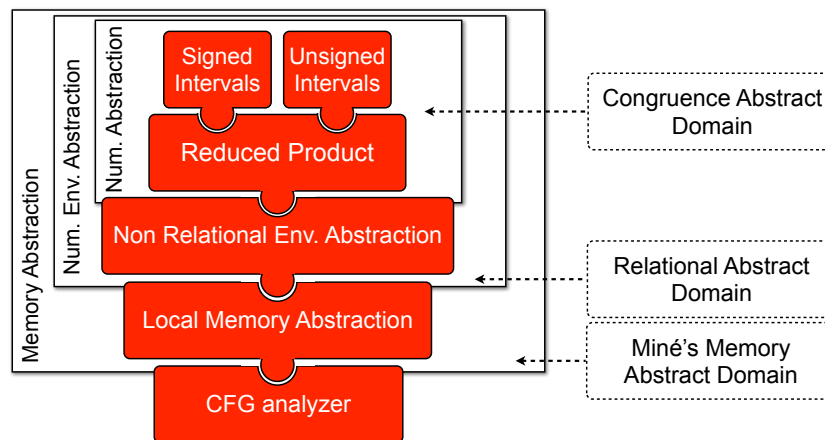 Memory Abstraction
Num. Env. Abstraction
Num. Abstraction
Signed
Intervals
Unsigned
Intervals
Reduced Product
Non Relational Env. Abstraction
Local Memory Abstraction
CFG analyzer
Congruence Abstract
Domain
Relational Abstract
Domain
Miné's Memory
Abstract Domain